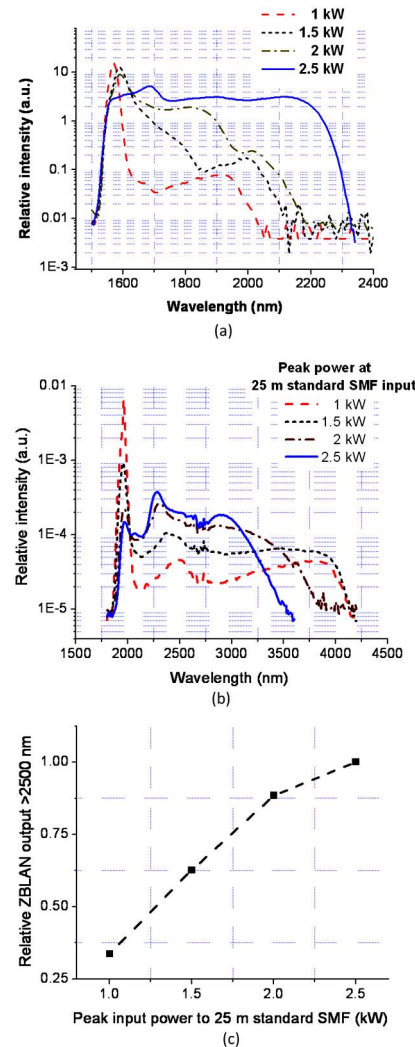 1 kW
1.5 kW
2 kW
2.5 kW
Relative intensity (a.u.)
10
1
0.1
0.01
1E-3
1600 1800 2000 2200 2400
Wavelength (nm)
(a)
Peak power at
25 m standard SMF input
1 kW
1.5 kW
2 kW
2.5 kW
Relative intensity (a.u.)
0.01
1E-3
1E-4
1E-5
1500 2000 2500 3000 3500 4000 4500
Wavelength (nm)
(b)
Relative ZBLAN output >2500 nm
1.00
0.75
0.50
0.25
1.0 1.5 2.0 2.5
Peak input power to 25 m standard SMF (kW)
(c)